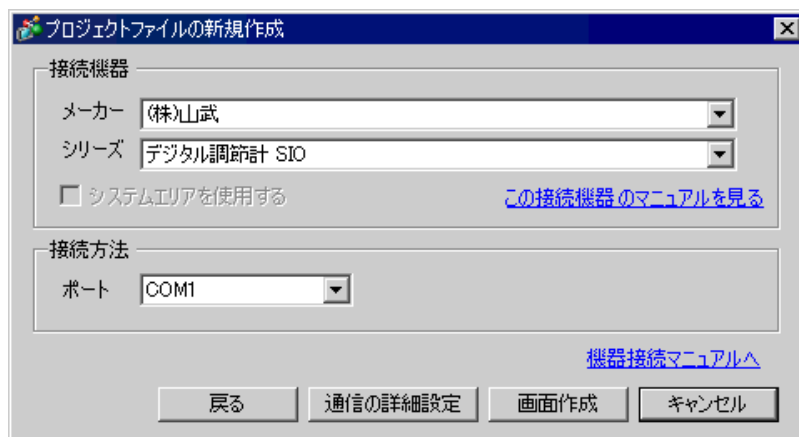 プロジェクトファイルの新規作成
接続機器
メーカー (株)山武
シリーズ デジタル調節計 SIO
システムエリアを使用する この接続機器のマニュアルを見る
接続方法
ポート COM1
機器接続マニュアルへ
戻る 通信の詳細設定 画面作成 キャンセル